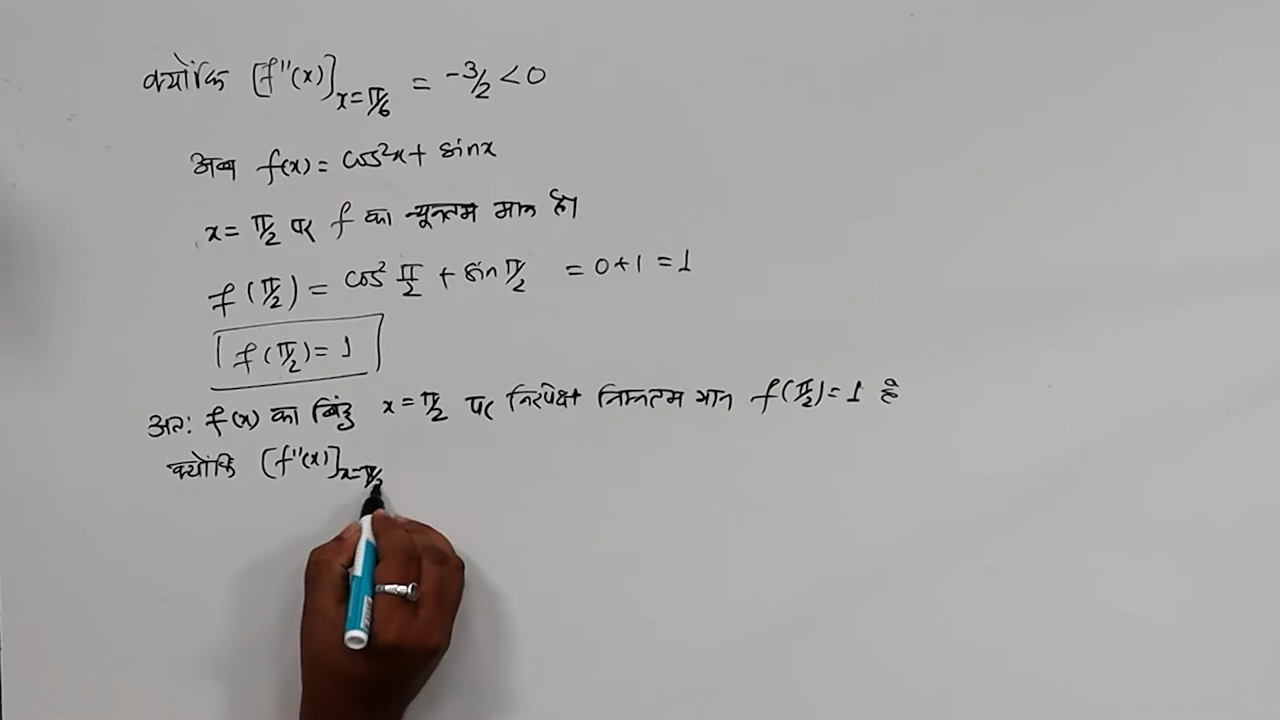 क्योंकि [f''(x)]x=π/6 = -3/2 < 0
अब f(x) = cos²x + sinx
x = π/2 पर f का न्यूनतम मान है।
f(π/2) = cos² π/2 + sin π/2 = 0+1 = 1
f(π/2) = 1
अतः f(x) का बिंदु x = π/2 पर निरपेक्ष निम्नतम मान f(π/2) = 1 है
क्योंकि [f''(x)]x=π/2